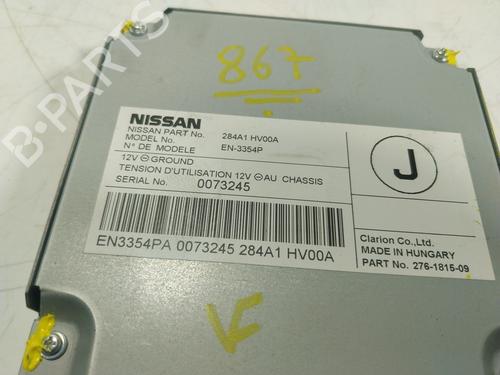 B-PARTS
867
NISSAN
NISSAN PART No. 284A1 HV00A
MODEL No.
N° DE MODELE EN-3354P
12V ⊖ GROUND
TENSION D'UTILISATION 12V ⊖ AU CHASSIS
SERIAL No. 0073245
J
EN3354PA 0073245 284A1 HV00A
Clarion Co.,Ltd.
MADE IN HUNGARY
PART No. 276-1815-09